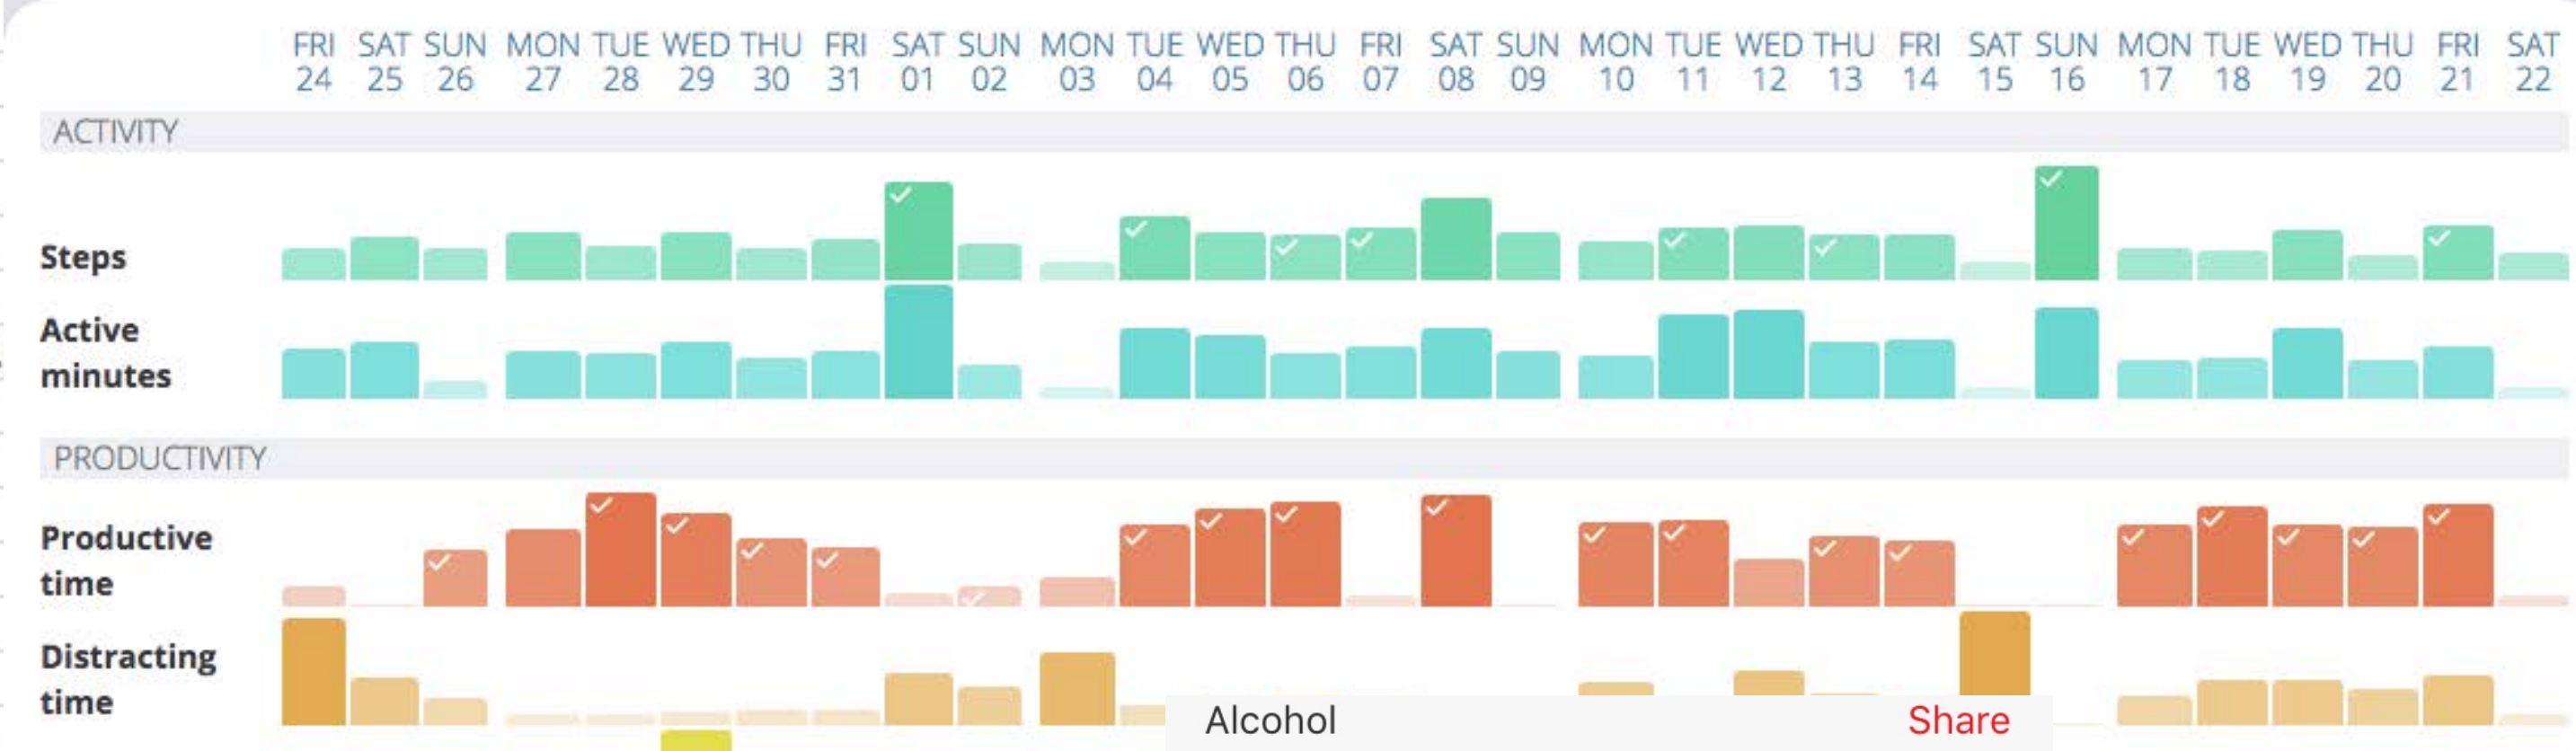 FRI SAT SUN MON TUE WED THU FRI SAT SUN MON TUE WED THU FRI SAT SUN MON TUE WED THU FRI SAT SUN MON TUE WED THU FRI SAT
24 25 26 27 28 29 30 31 01 02 03 04 05 06 07 08 09 10 11 12 13 14 15 16 17 18 19 20 21 22
ACTIVITY
Steps
Active
minutes
PRODUCTIVITY
Productive
time
Distracting
time
Alcohol Share